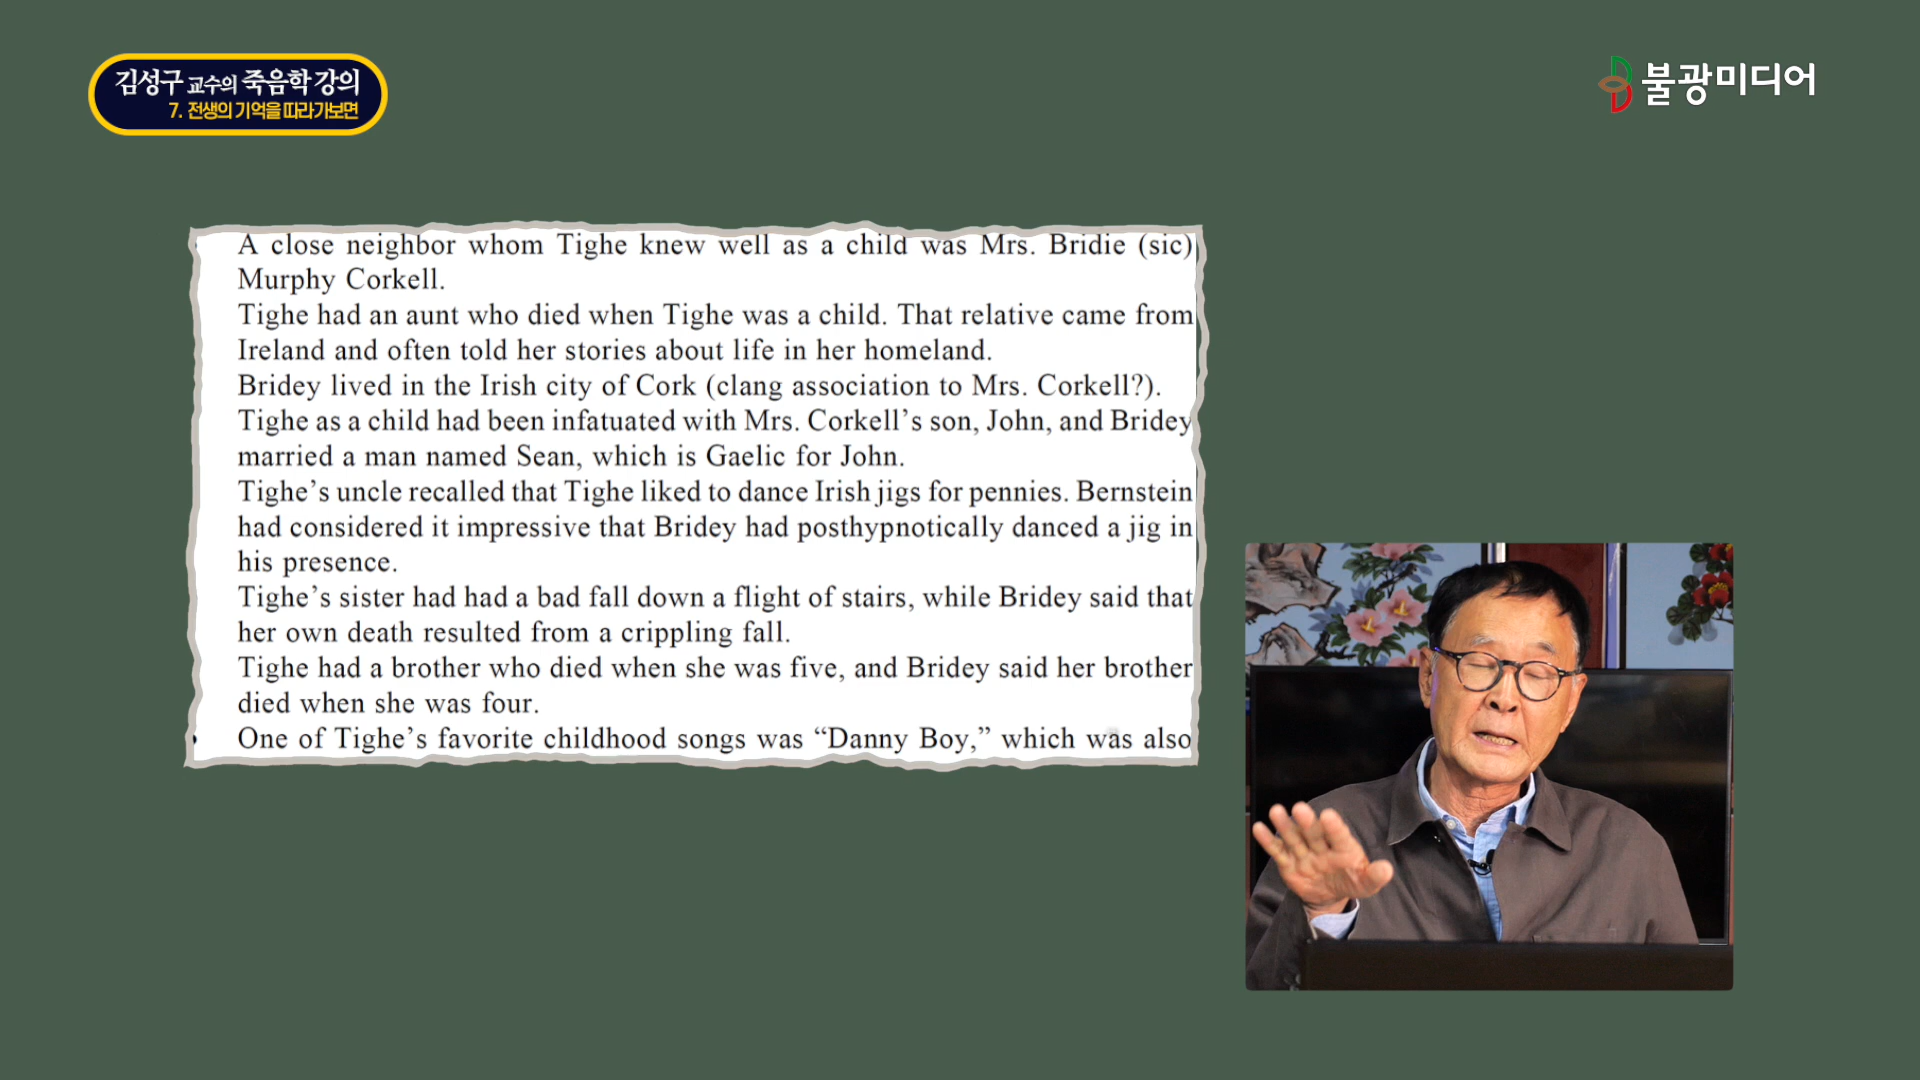 김성구 교수의 죽음학 강의
7. 전생의 기억을 따라가보면
불광미디어
A close neighbor whom Tighe knew well as a child was Mrs. Bridie (sic)
Murphy Corkell.
Tighe had an aunt who died when Tighe was a child. That relative came from
Ireland and often told her stories about life in her homeland.
Bridey lived in the Irish city of Cork (clang association to Mrs. Corkell?).
Tighe as a child had been infatuated with Mrs. Corkell’s son, John, and Bridey
married a man named Sean, which is Gaelic for John.
Tighe’s uncle recalled that Tighe liked to dance Irish jigs for pennies. Bernstein
had considered it impressive that Bridey had posthypnotically danced a jig in
his presence.
Tighe’s sister had had a bad fall down a flight of stairs, while Bridey said that
her own death resulted from a crippling fall.
Tighe had a brother who died when she was five, and Bridey said her brother
died when she was four.
One of Tighe’s favorite childhood songs was “Danny Boy,” which was also